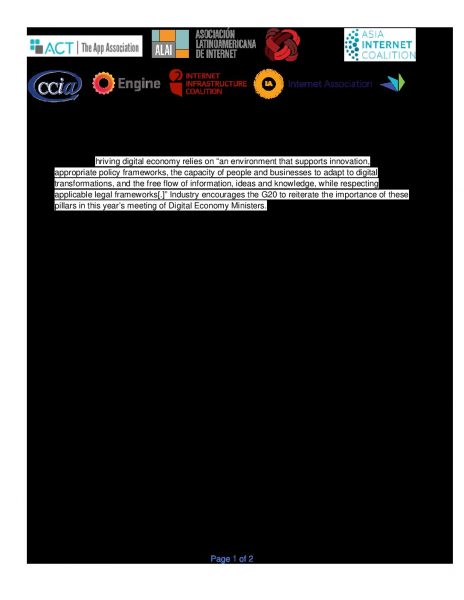 ACT | The App Association
ALAI
ASOCIACIÓN
LATINOAMERICANA
DE INTERNET
ASIA
INTERNET
COALITION
ccia
Engine
INTERNET
INFRASTRUCTURE
COALITION
IA
Internet Association
hriving digital economy relies on “an environment that supports innovation,
appropriate policy frameworks, the capacity of people and businesses to adapt to digital
transformations, and the free flow of information, ideas and knowledge, while respecting
applicable legal frameworks[.]” Industry encourages the G20 to reiterate the importance of these
pillars in this year’s meeting of Digital Economy Ministers.
Page 1 of 2